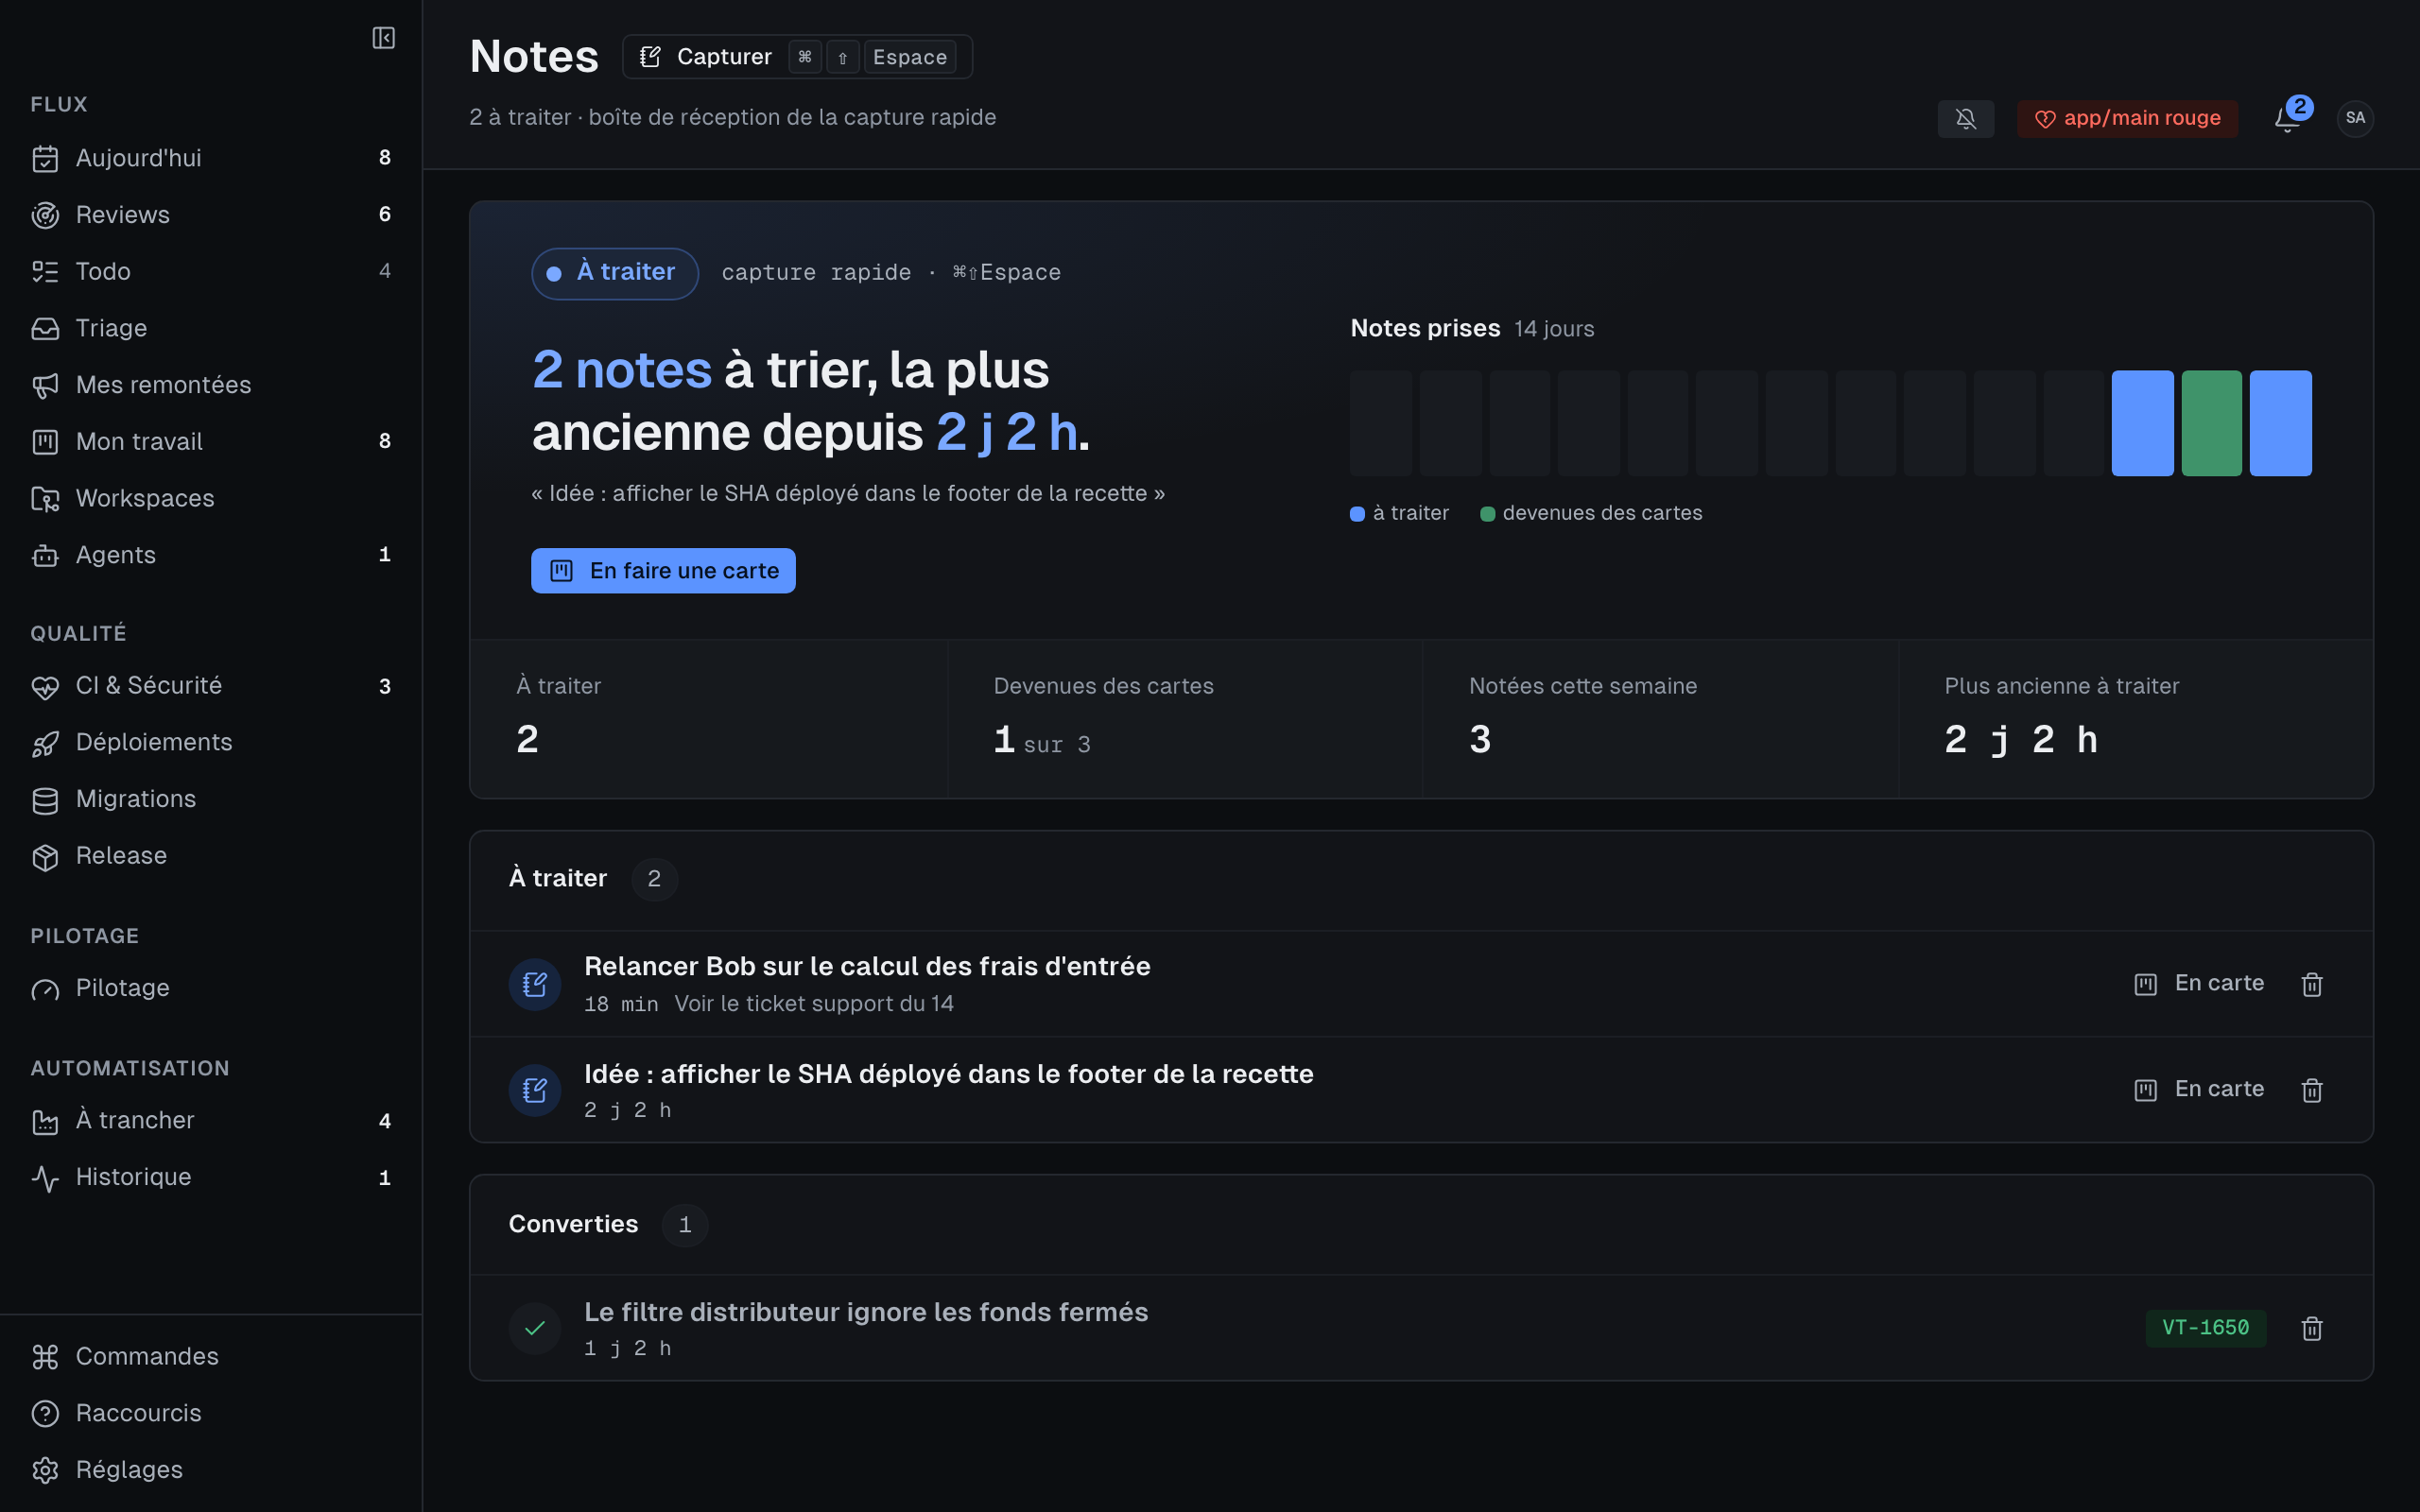 FLUX
Aujourd'hui 8
Reviews 6
Todo 4
Triage
Mes remontées
Mon travail 8
Workspaces
Agents 1
QUALITÉ
CI & Sécurité 3
Déploiements
Migrations
Release
PILOTAGE
Pilotage
AUTOMATISATION
À trancher 4
Historique 1
Commandes
Raccourcis
Réglages
Notes Capturer ⌘ ⇧ Espace
2 à traiter · boîte de réception de la capture rapide
app/main rouge 2 SA
À traiter capture rapide · ⌘⇧Espace
2 notes à trier, la plus
ancienne depuis 2 j 2 h.
« Idée : afficher le SHA déployé dans le footer de la recette »
En faire une carte
Notes prises 14 jours
à traiter devenues des cartes
À traiter
2
Devenues des cartes
1 sur 3
Notées cette semaine
3
Plus ancienne à traiter
2 j 2 h
À traiter 2
Relancer Bob sur le calcul des frais d'entrée
18 min Voir le ticket support du 14
En carte
Idée : afficher le SHA déployé dans le footer de la recette
2 j 2 h
En carte
Converties 1
Le filtre distributeur ignore les fonds fermés
1 j 2 h
VT-1650